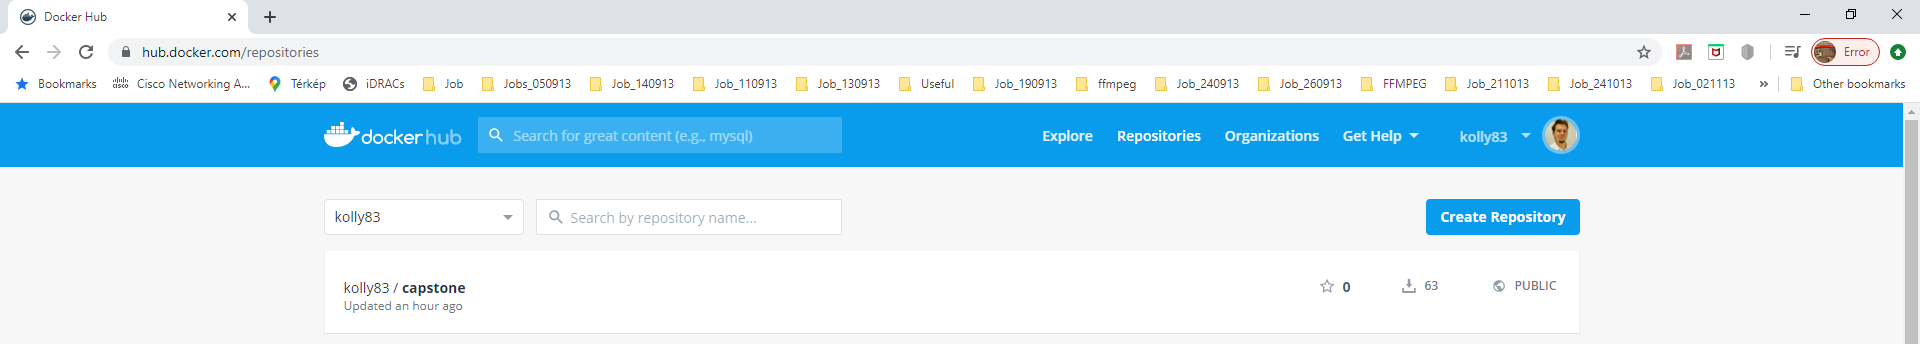 Docker Hub
hub.docker.com/repositories
Error
Bookmarks Cisco Networking A... Térkép iDRACs Job Jobs_050913 Job_140913 Job_110913 Job_130913 Useful Job_190913 ffmpeg Job_240913 Job_260913 FFMPEG Job_211013 Job_241013 Job_021113 » Other bookmarks
docker hub Search for great content (e.g., mysql) Explore Repositories Organizations Get Help kolly83
kolly83 Search by repository name... Create Repository
kolly83 / capstone 0 63 PUBLIC
Updated an hour ago